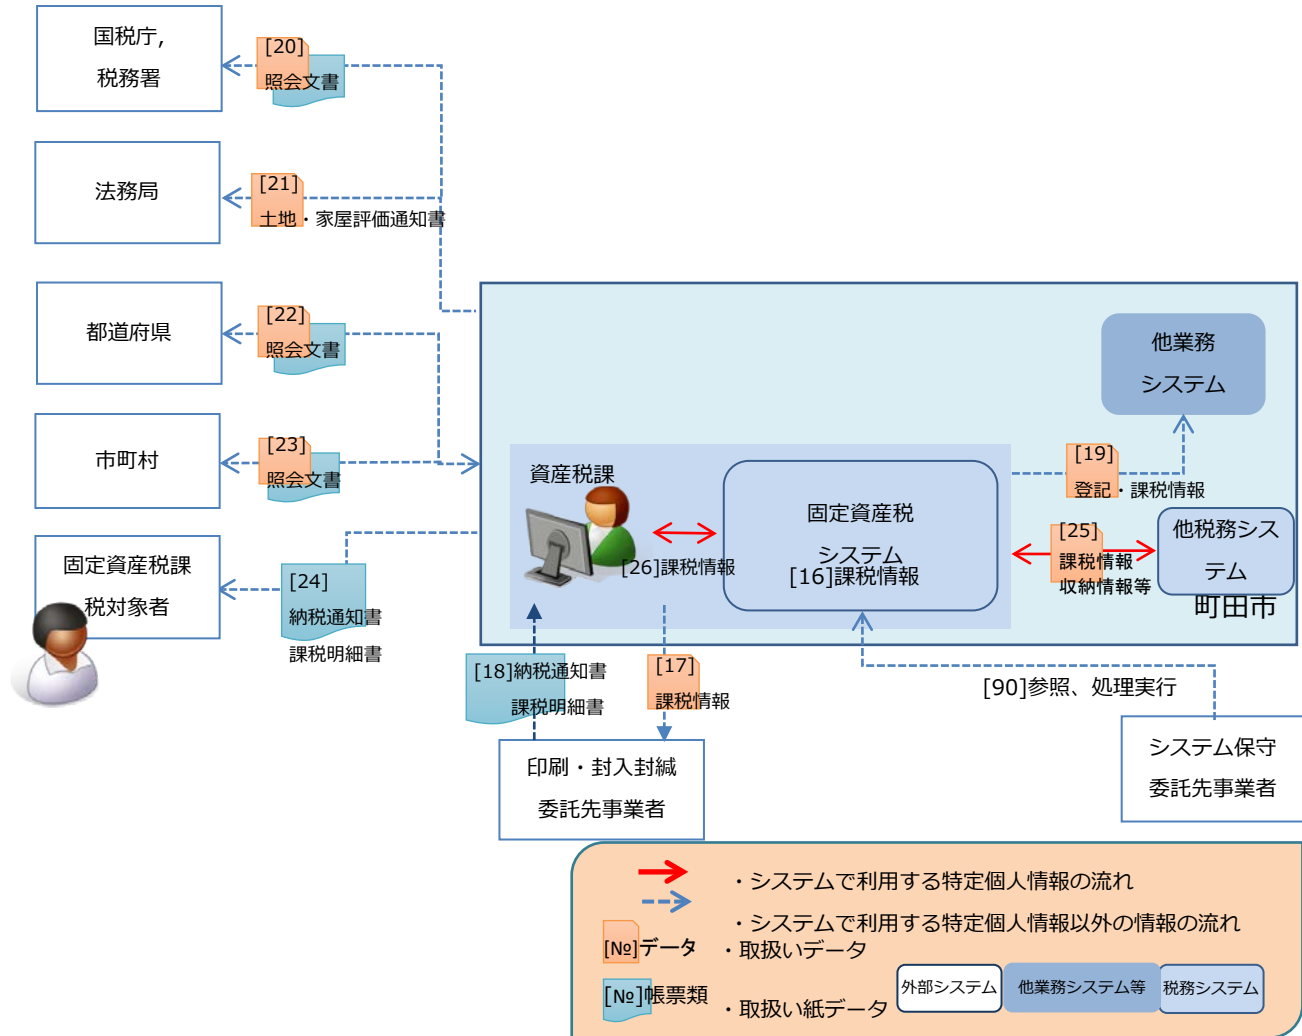 国税庁,
税務署
[20]
照会文書
法務局
[21]
土地・家屋評価通知書
都道府県
[22]
照会文書
市町村
[23]
照会文書
固定資産税課
税対象者
[24]
納税通知書
課税明細書
他業務
システム
資産税課
固定資産税
システム
[16]課税情報
[26]課税情報
[19]
登記・課税情報
[25]
課税情報
収納情報等
他税務シス
テム
町田市
[18]納税通知書
課税明細書
[17]
課税情報
[90]参照、処理実行
印刷・封入封緘
委託先事業者
システム保守
委託先事業者
・システムで利用する特定個人情報の流れ
・システムで利用する特定個人情報以外の情報の流れ
[№]データ ・取扱いデータ
[№]帳票類 ・取扱い紙データ
外部システム 他業務システム等 税務システム